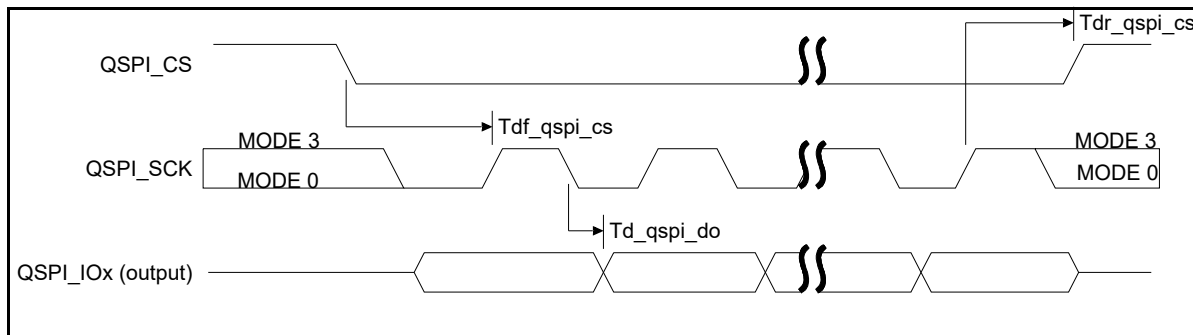 Tdr_qspi_cs
QSPI_CS
Tdf_qspi_cs
MODE 3
MODE 3
QSPI_SCK
MODE 0
MODE 0
Td_qspi_do
QSPI_IOx (output)